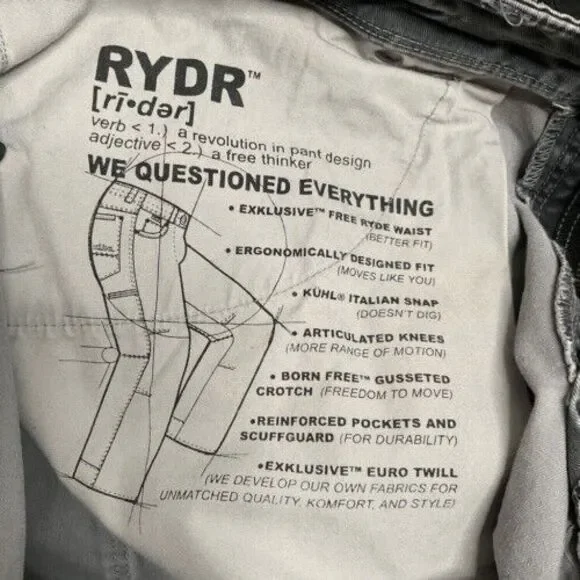 RYDR™
[rī•dər]
verb < 1.) a revolution in pant design
adjective < 2.) a free thinker
WE QUESTIONED EVERYTHING
• EXKLUSIVE™ FREE RYDE WAIST
(BETTER FIT)
• ERGONOMICALLY DESIGNED FIT
(MOVES LIKE YOU)
• KÜHL® ITALIAN SNAP
(DOESN'T DIG)
• ARTICULATED KNEES
(MORE RANGE OF MOTION)
• BORN FREE™ GUSSETED
CROTCH (FREEDOM TO MOVE)
•REINFORCED POCKETS AND
SCUFFGUARD (FOR DURABILITY)
•EXKLUSIVE™ EURO TWILL
(WE DEVELOP OUR OWN FABRICS FOR
UNMATCHED QUALITY, KOMFORT, AND STYLE)